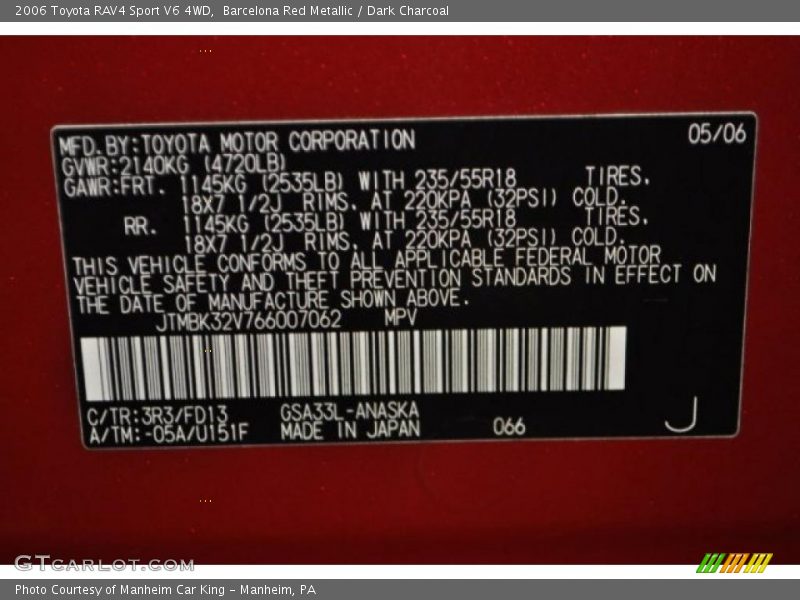 2006 Toyota RAV4 Sport V6 4WD,  Barcelona Red Metallic / Dark Charcoal
MFD.BY:TOYOTA MOTOR CORPORATION 05/06
GVWR:2140KG (4720LB)
GAWR:FRT. 1145KG (2535LB) WITH 235/55R18 TIRES.
18X7 1/2J RIMS. AT 220KPA (32PSI) COLD.
RR. 1145KG (2535LB) WITH 235/55R18 TIRES.
18X7 1/2J RIMS. AT 220KPA (32PSI) COLD.
THIS VEHICLE CONFORMS TO ALL APPLICABLE FEDERAL MOTOR
VEHICLE SAFETY AND THEFT PREVENTION STANDARDS IN EFFECT ON
THE DATE OF MANUFACTURE SHOWN ABOVE.
JTMBK32V766007062 MPV
C/TR:3R3/FD13 GSA33L-ANASKA
A/TM:-05A/U151F MADE IN JAPAN 066 J
GTCARLOT.COM
Photo Courtesy of Manheim Car King - Manheim, PA